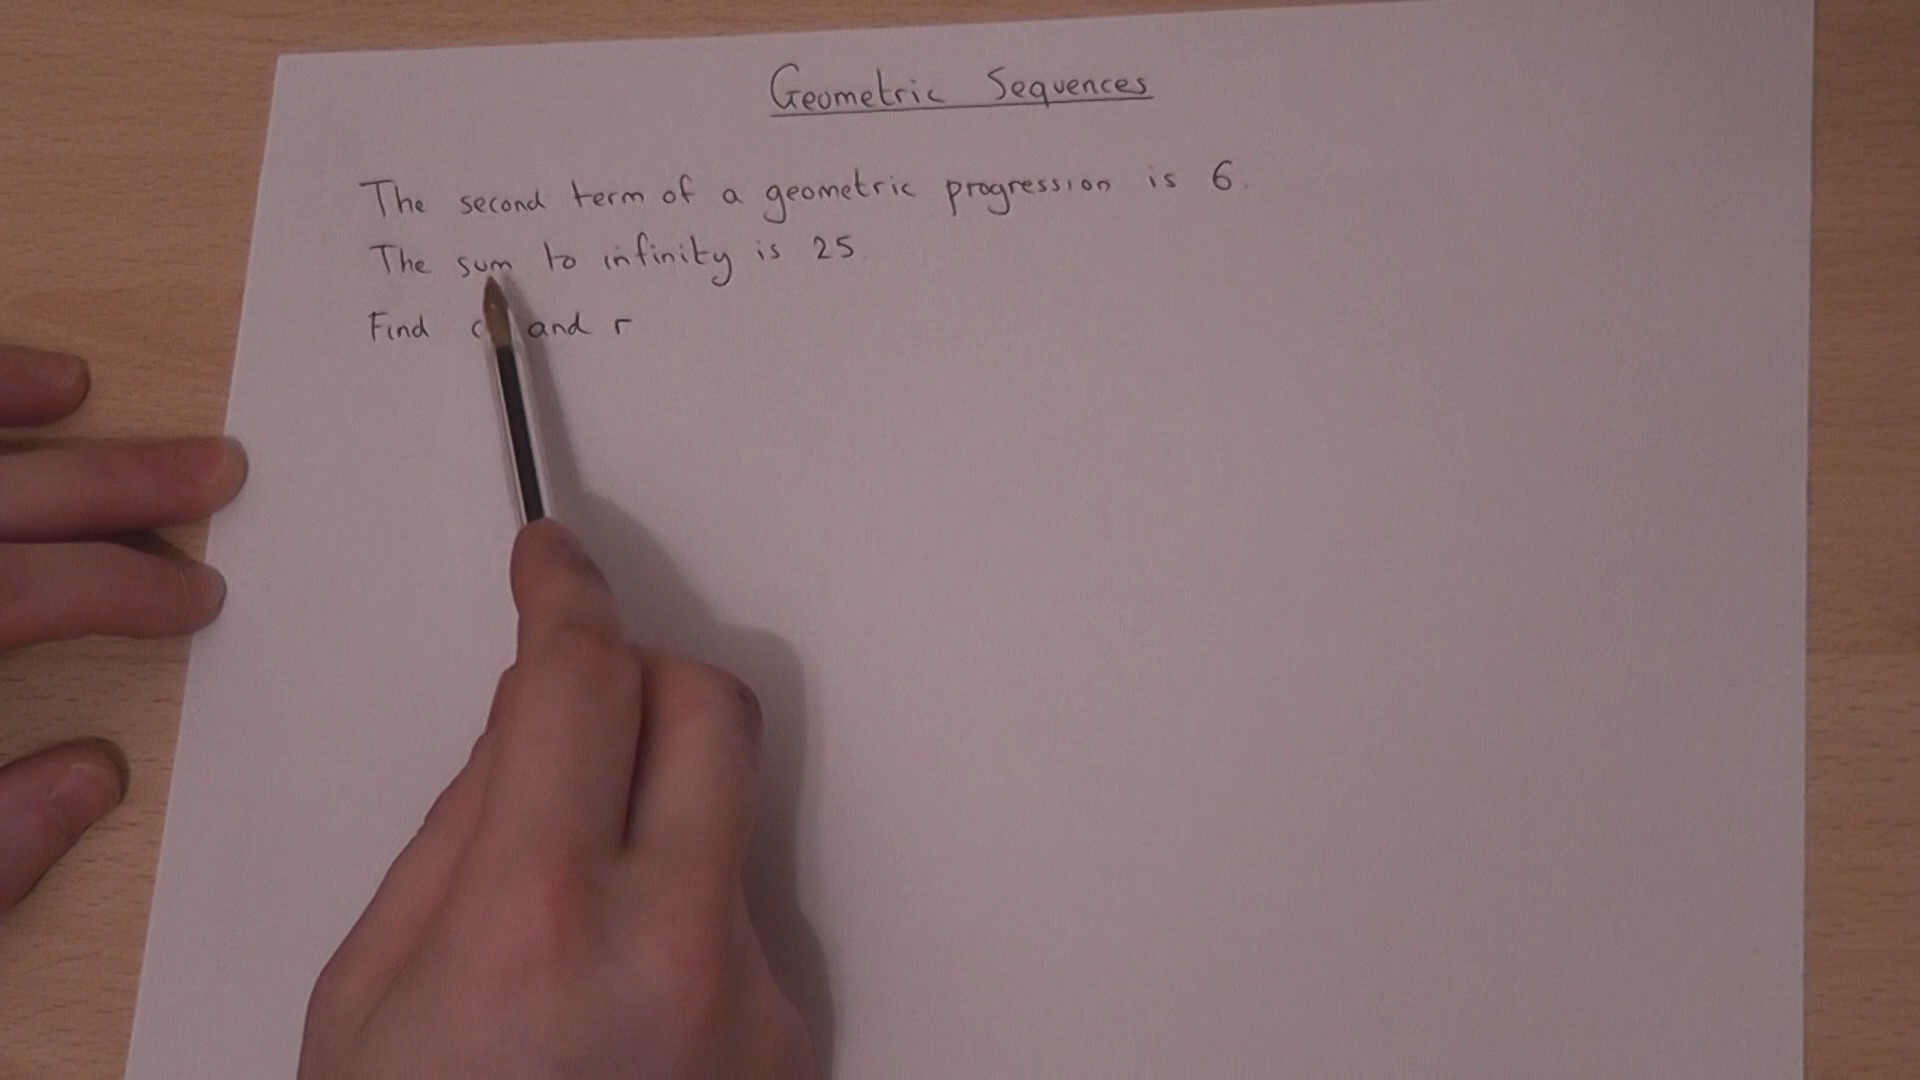 Geometric Sequences
The second term of a geometric progression is 6.
The sum to infinity is 25.
Find and r